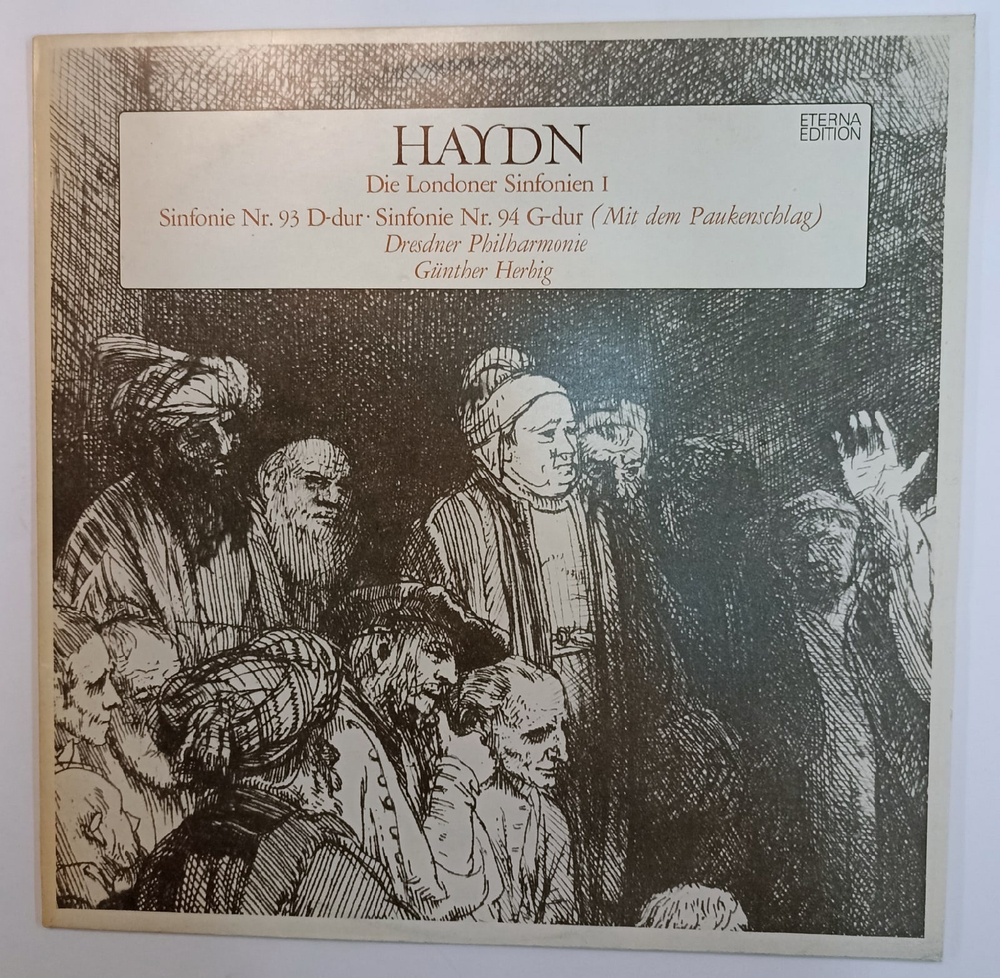 HAYDN
ETERNA
EDITION
Die Londoner Sinfonien I
Sinfonie Nr. 93 D-dur · Sinfonie Nr. 94 G-dur (Mit dem Paukenschlag)
Dresdner Philharmonie
Günther Herbig